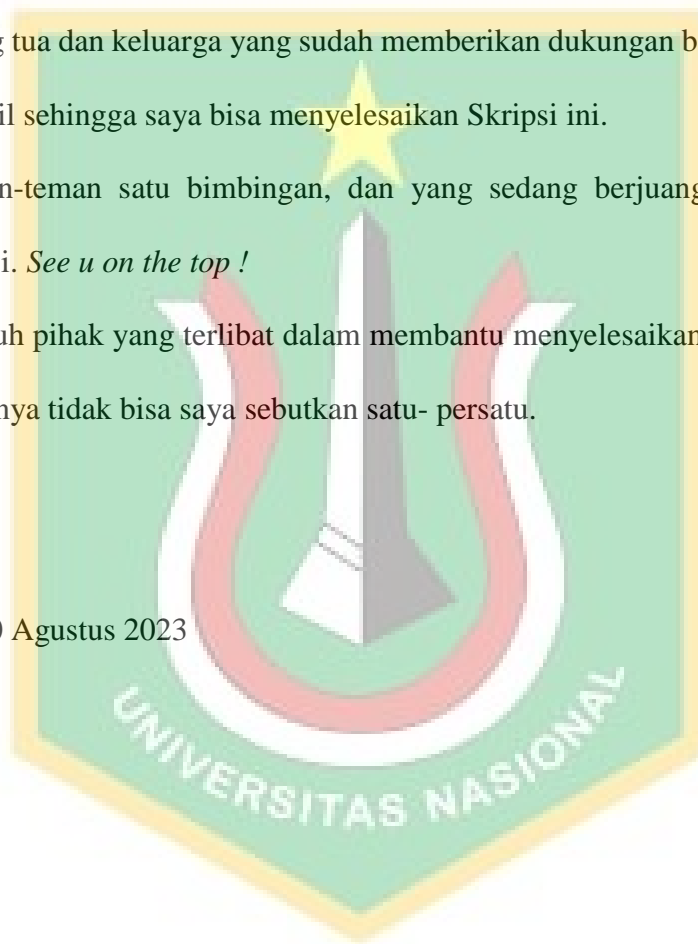 g tua dan keluarga yang sudah memberikan dukungan b
il sehingga saya bisa menyelesaikan Skripsi ini.
n-teman satu bimbingan, dan yang sedang berjuang
i. See u on the top !
uh pihak yang terlibat dalam membantu menyelesaikan
nya tidak bisa saya sebutkan satu- persatu.
0 Agustus 2023
UNIVERSITAS NASIONAL